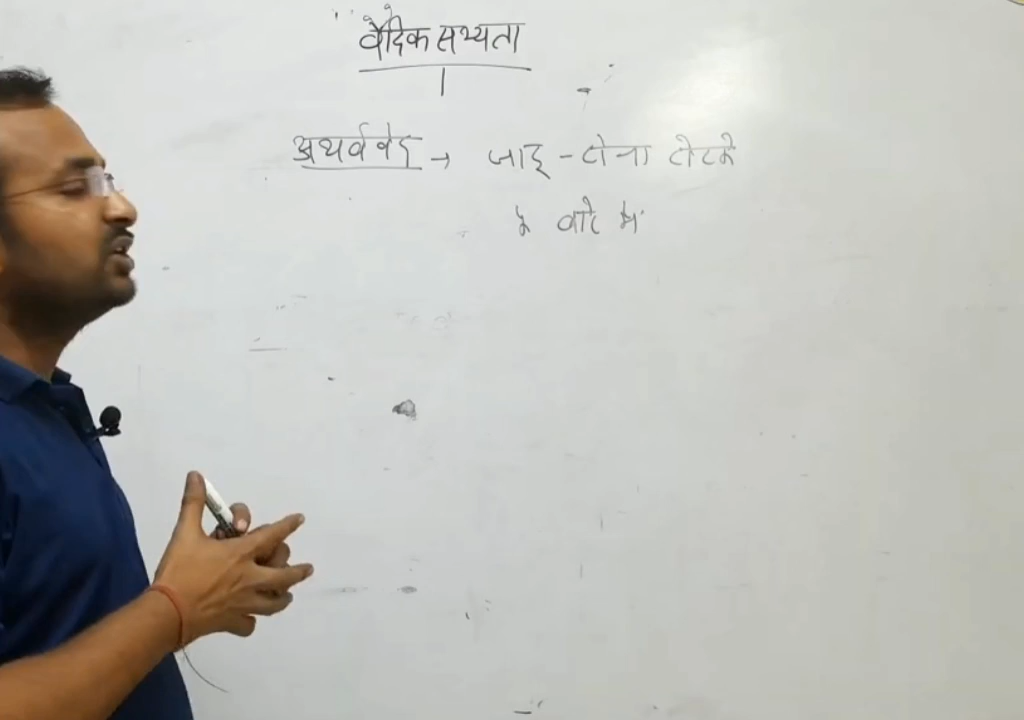 वैदिक सभ्यता
अथर्ववेद → जादू - टोना टोटके
के बारे में